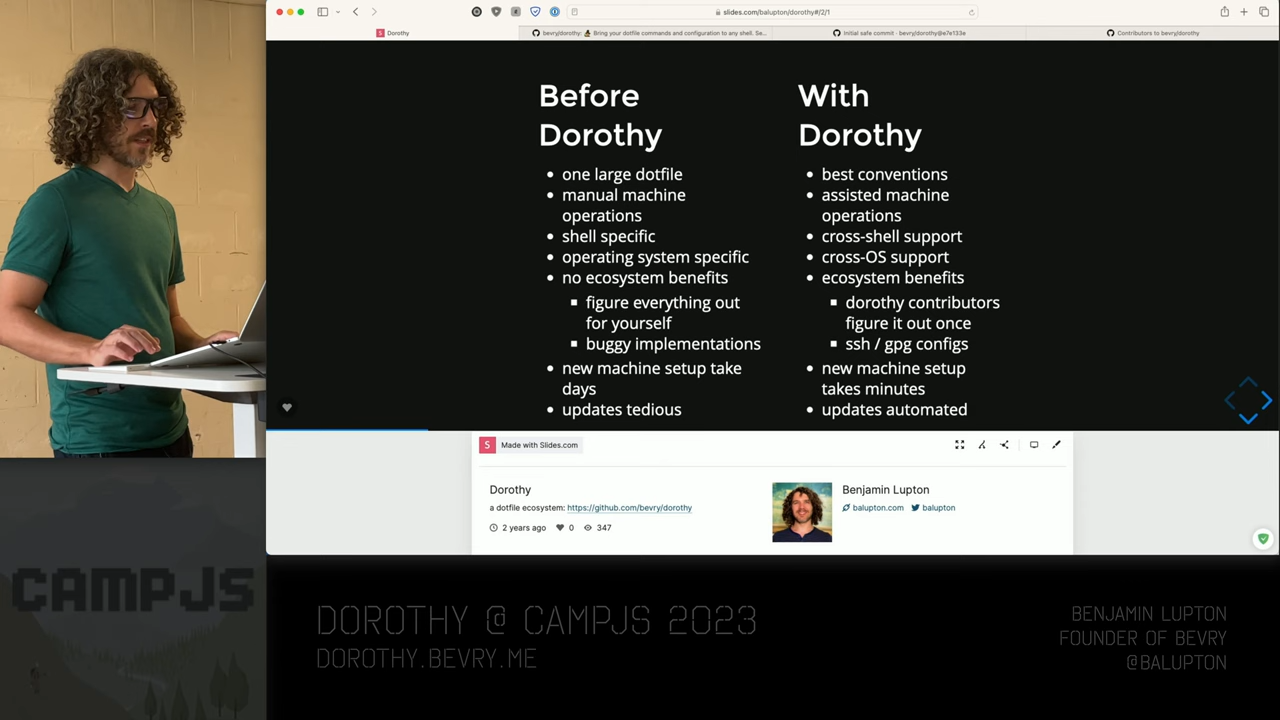 slides.com/balupton/dorothy#/2/1
Dorothy
bevry/dorothy: Bring your dotfile commands and configuration to any shell. Se...
Initial safe commit · bevry/dorothy@e7e133e
Contributors to bevry/dorothy
Before
Dorothy
one large dotfile
manual machine
operations
shell specific
operating system specific
no ecosystem benefits
figure everything out
for yourself
buggy implementations
new machine setup take
days
updates tedious
With
Dorothy
best conventions
assisted machine
operations
cross-shell support
cross-OS support
ecosystem benefits
dorothy contributors
figure it out once
ssh / gpg configs
new machine setup
takes minutes
updates automated
S Made with Slides.com
Dorothy
a dotfile ecosystem: https://github.com/bevry/dorothy
2 years ago 0 347
Benjamin Lupton
balupton.com balupton
CAMPJS
DOROTHY @ CAMPJS 2023
DOROTHY.BEVRY.ME
BENJAMIN LUPTON
FOUNDER OF BEVRY
@BALUPTON